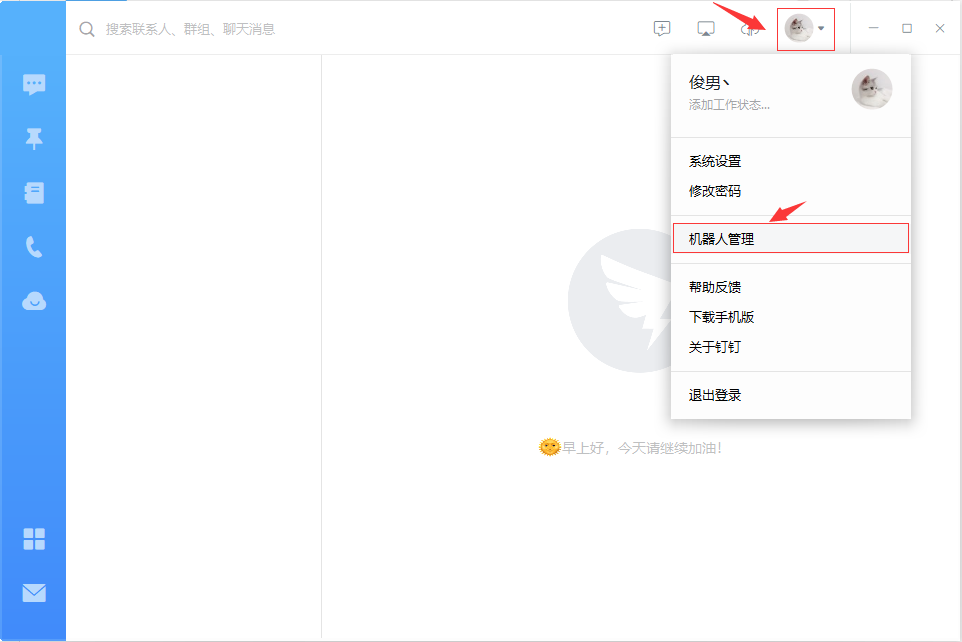 搜索联系人、群组、聊天消息
俊男丶
添加工作状态...
系统设置
修改密码
机器人管理
帮助反馈
下载手机版
关于钉钉
退出登录
早上好，今天请继续加油!